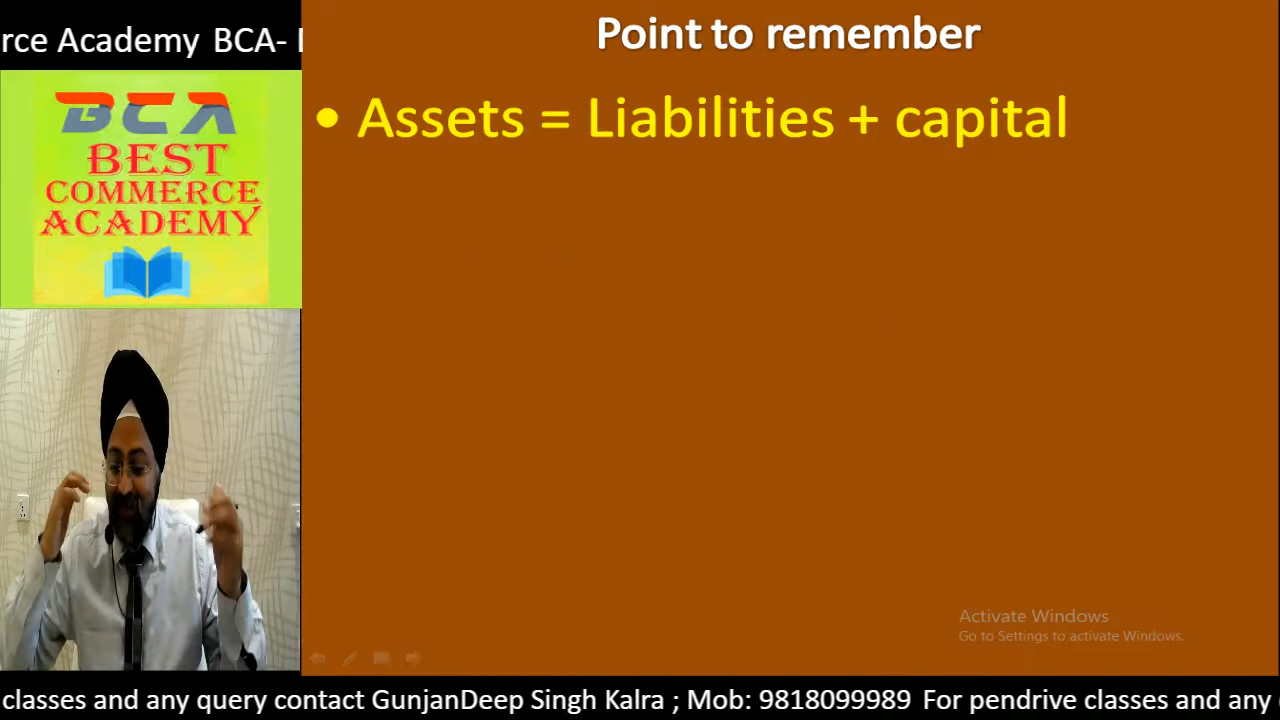 rce Academy BCA-
Point to remember
• Assets = Liabilities + capital
BCA
BEST
COMMERCE
ACADEMY
Activate Windows
Go to Settings to activate Windows.
classes and any query contact GunjanDeep Singh Kalra ; Mob: 9818099989 For pendrive classes and any